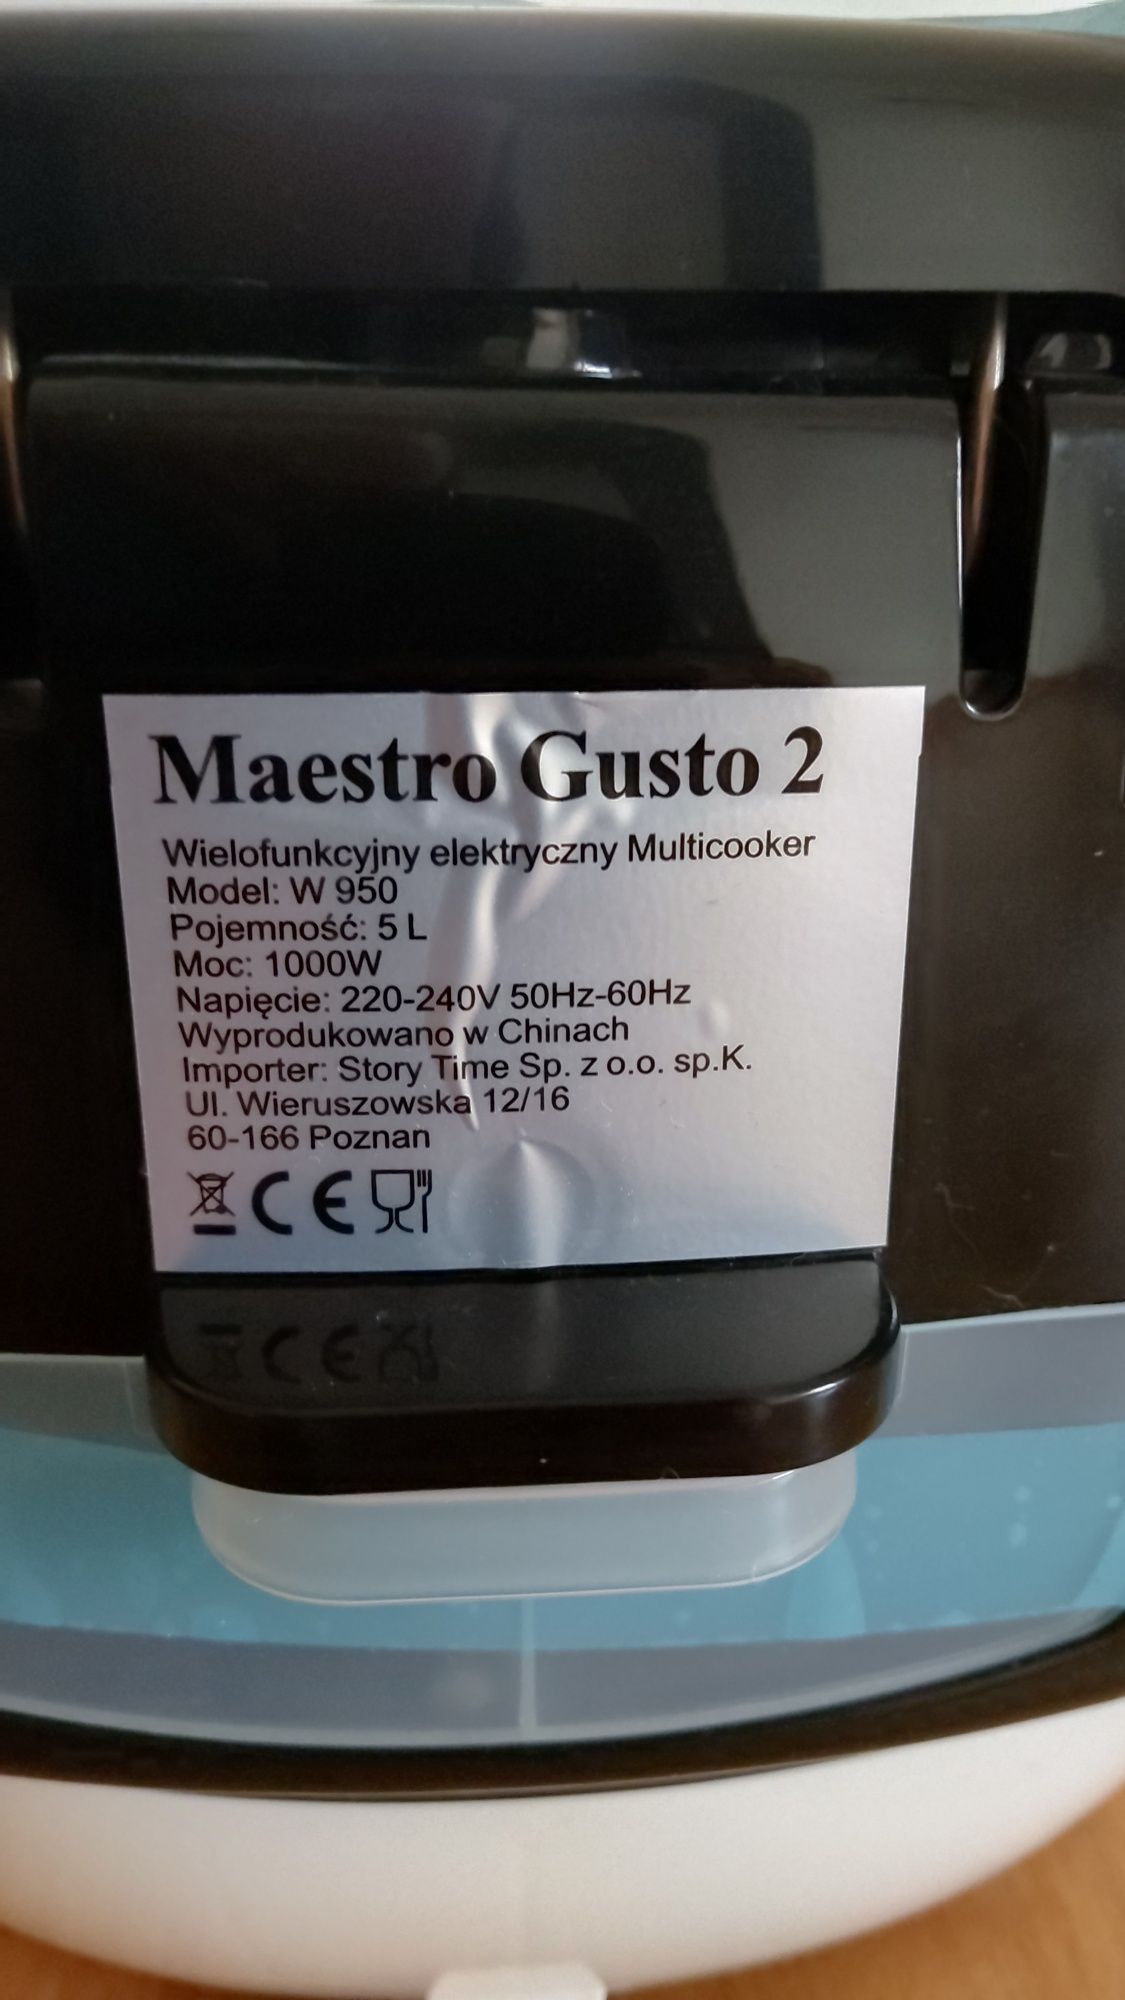 Maestro Gusto 2
Wielofunkcyjny elektryczny Multicooker
Model: W 950
Pojemność: 5 L
Moc: 1000W
Napięcie: 220-240V 50Hz-60Hz
Wyprodukowano w Chinach
Importer: Story Time Sp. z o.o. sp.K.
Ul. Wieruszowska 12/16
60-166 Poznan
CE